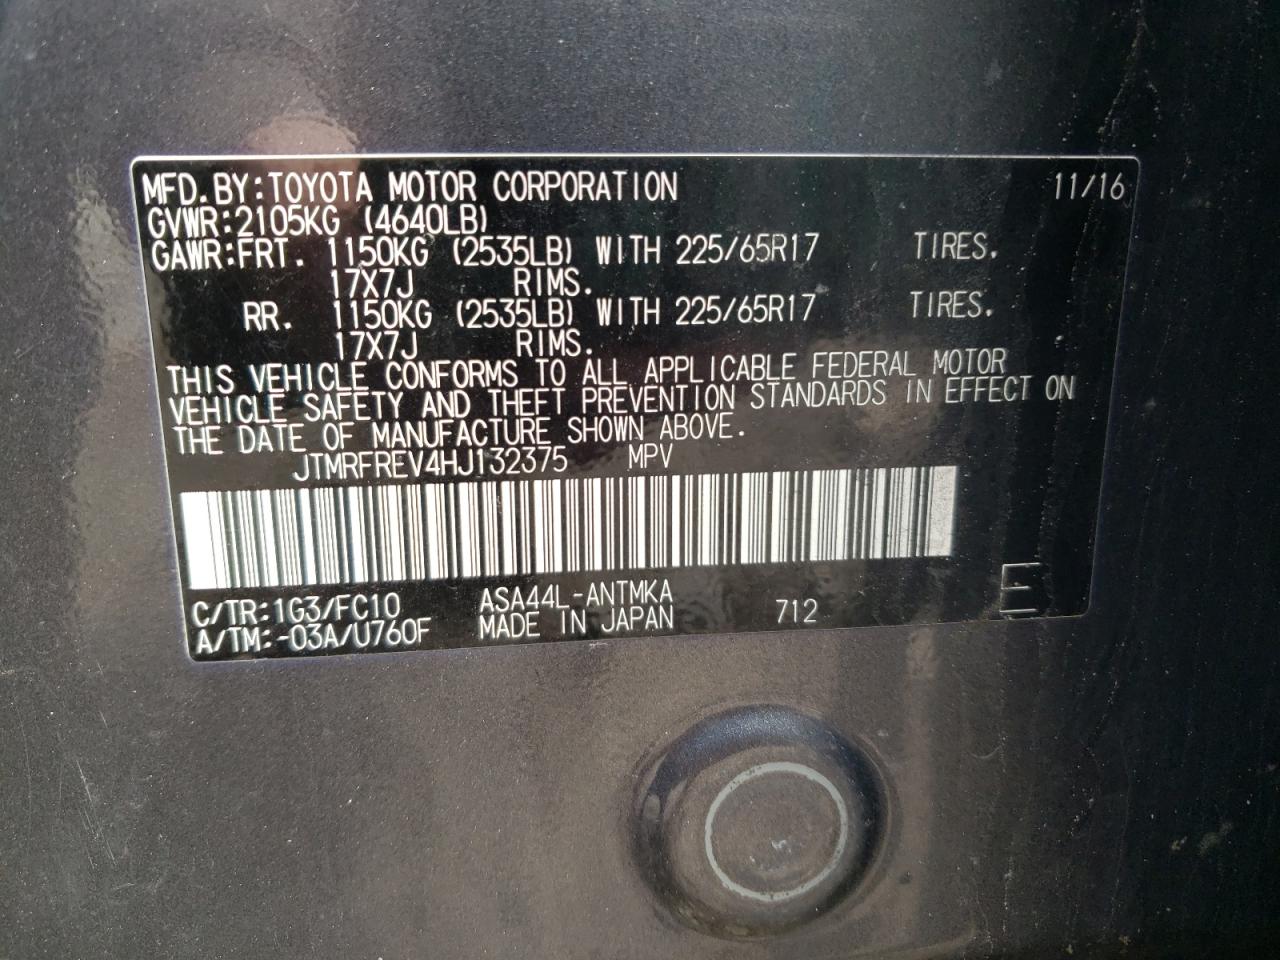 MFD.BY:TOYOTA MOTOR CORPORATION 11/16
GVWR:2105KG (4640LB)
GAWR:FRT. 1150KG (2535LB) WITH 225/65R17 TIRES.
17X7J RIMS.
RR. 1150KG (2535LB) WITH 225/65R17 TIRES.
17X7J RIMS.
THIS VEHICLE CONFORMS TO ALL APPLICABLE FEDERAL MOTOR
VEHICLE SAFETY AND THEFT PREVENTION STANDARDS IN EFFECT ON
THE DATE OF MANUFACTURE SHOWN ABOVE.
JTMRFREV4HJ132375 MPV
C/TR:1G3/FC10 ASA44L-ANTMKA
A/TM:-03A/U760F MADE IN JAPAN 712 E